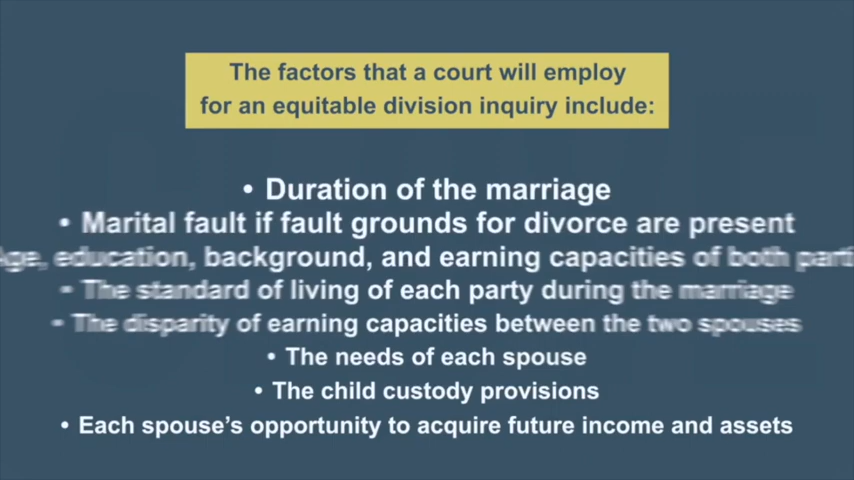 The factors that a court will employ
for an equitable division inquiry include:
• Duration of the marriage
• Marital fault if fault grounds for divorce are present
education, background, and earning capacities of both
• The standard of living of each party during the marriage
• The disparity of earning capacities between the two spouses
• The needs of each spouse
• The child custody provisions
• Each spouse's opportunity to acquire future income and assets